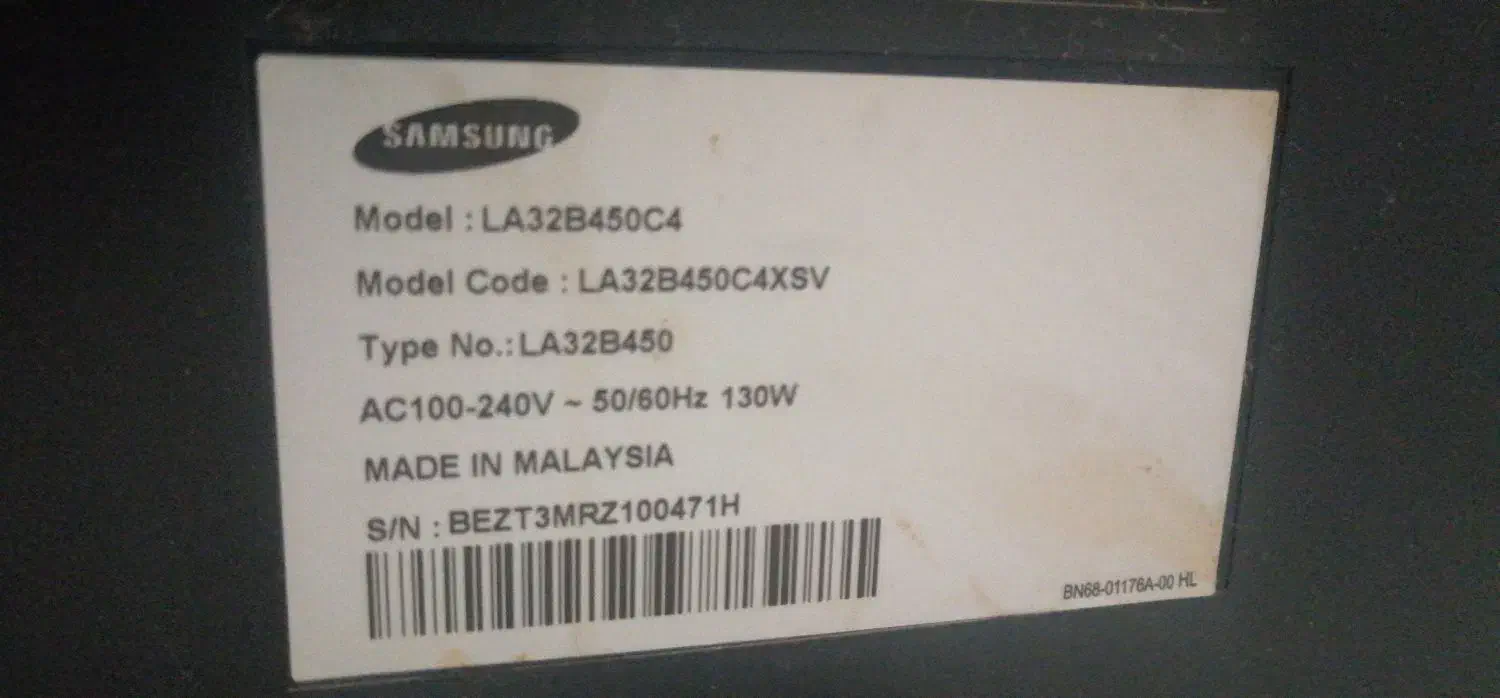 SAMSUNG
Model : LA32B450C4
Model Code : LA32B450C4XSV
Type No.:LA32B450
AC100-240V ~ 50/60Hz 130W
MADE IN MALAYSIA
S/N : BEZT3MRZ100471H
BN68-01176A-00 HL